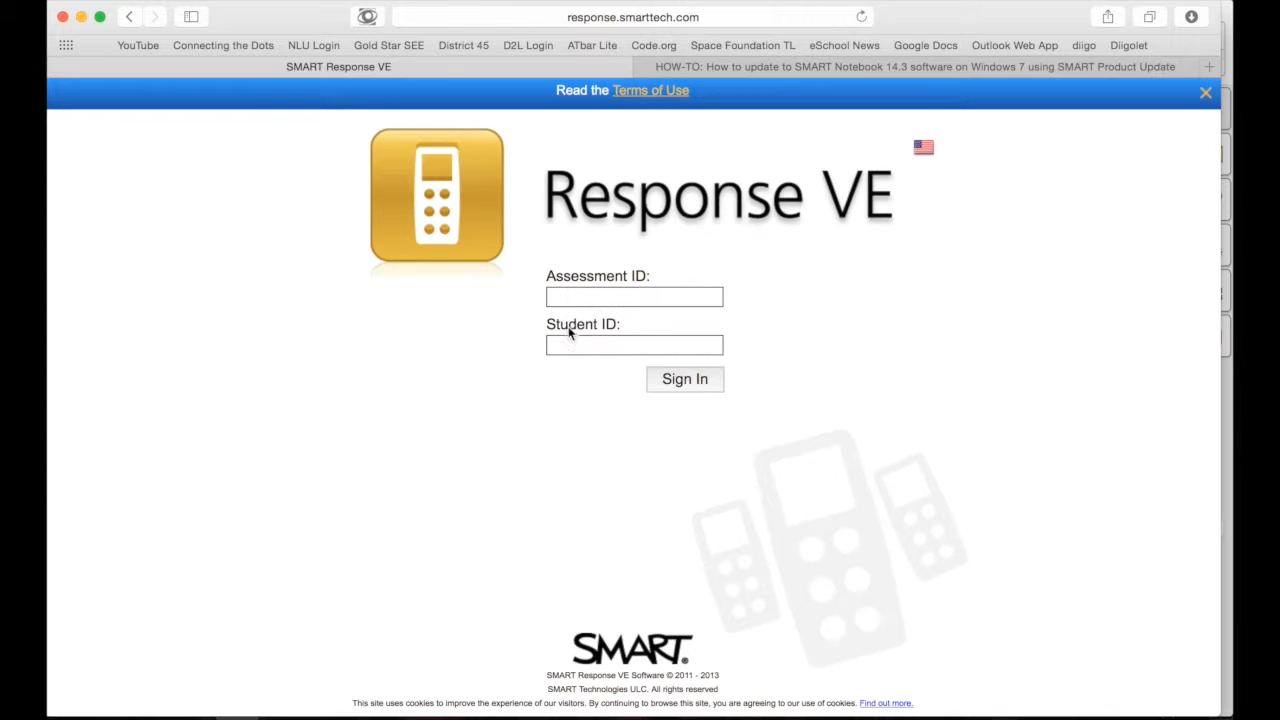 response.smarttech.com
YouTube Connecting the Dots NLU Login Gold Star SEE District 45 D2L Login ATbar Lite Code.org Space Foundation TL eSchool News Google Docs Outlook Web App diigo Diigolet
SMART Response VE HOW-TO: How to update to SMART Notebook 14.3 software on Windows 7 using SMART Product Update
Read the Terms of Use
Response VE
Assessment ID:
Student ID:
Sign In
SMART
SMART Response VE Software © 2011 - 2013
SMART Technologies ULC. All rights reserved
This site uses cookies to improve the experience of our visitors. By continuing to browse this site, you are agreeing to our use of cookies. Find out more.